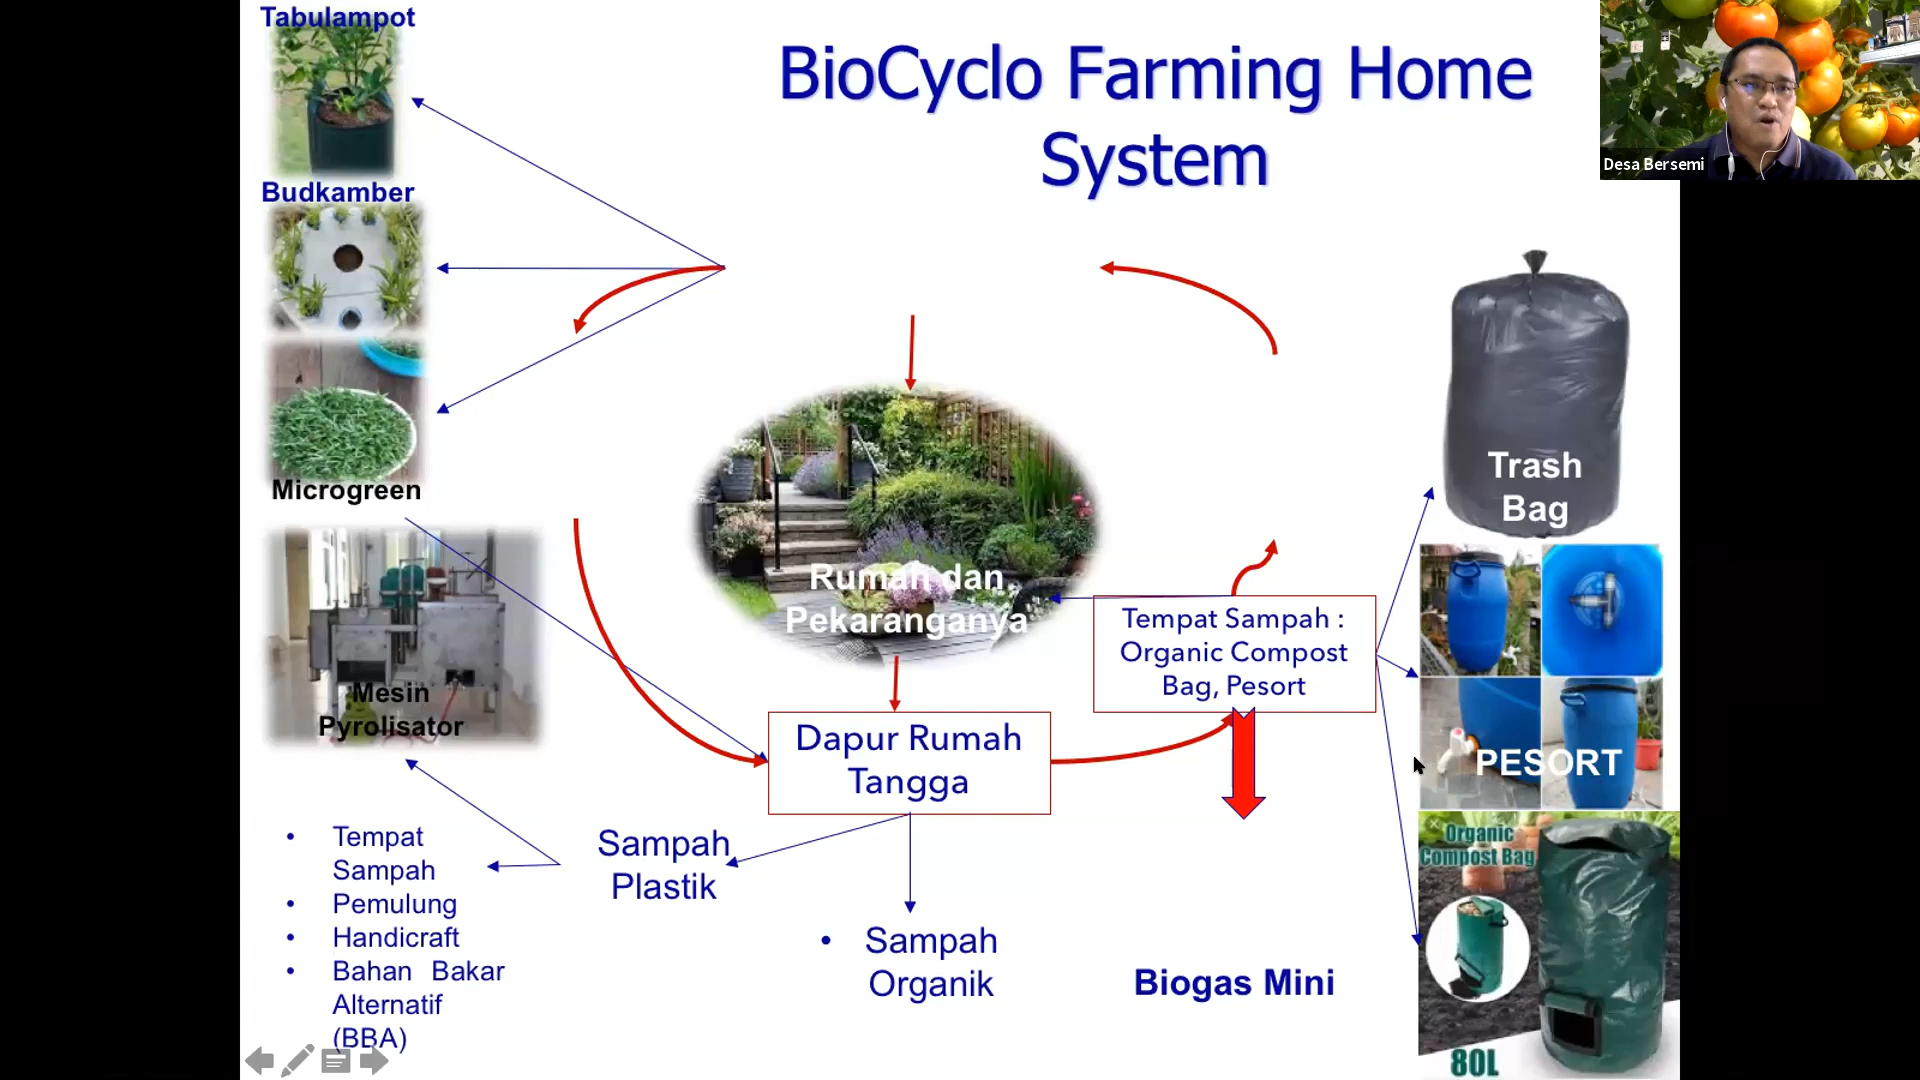 Tabulampot
BioCyclo Farming Home
System
Desa Bersemi
Budkamber
Microgreen
Trash
Bag
Rumah dan
Pekaranganya
Tempat Sampah :
Organic Compost
Bag, Pesort
Mesin
Pyrolisator
Dapur Rumah
Tangga
PESORT
Sampah
Plastik
• Tempat
Sampah
• Pemulung
• Handicraft
• Bahan Bakar
Alternatif
(BBA)
• Sampah
Organik
Biogas Mini
Organic
Compost Bag
80L